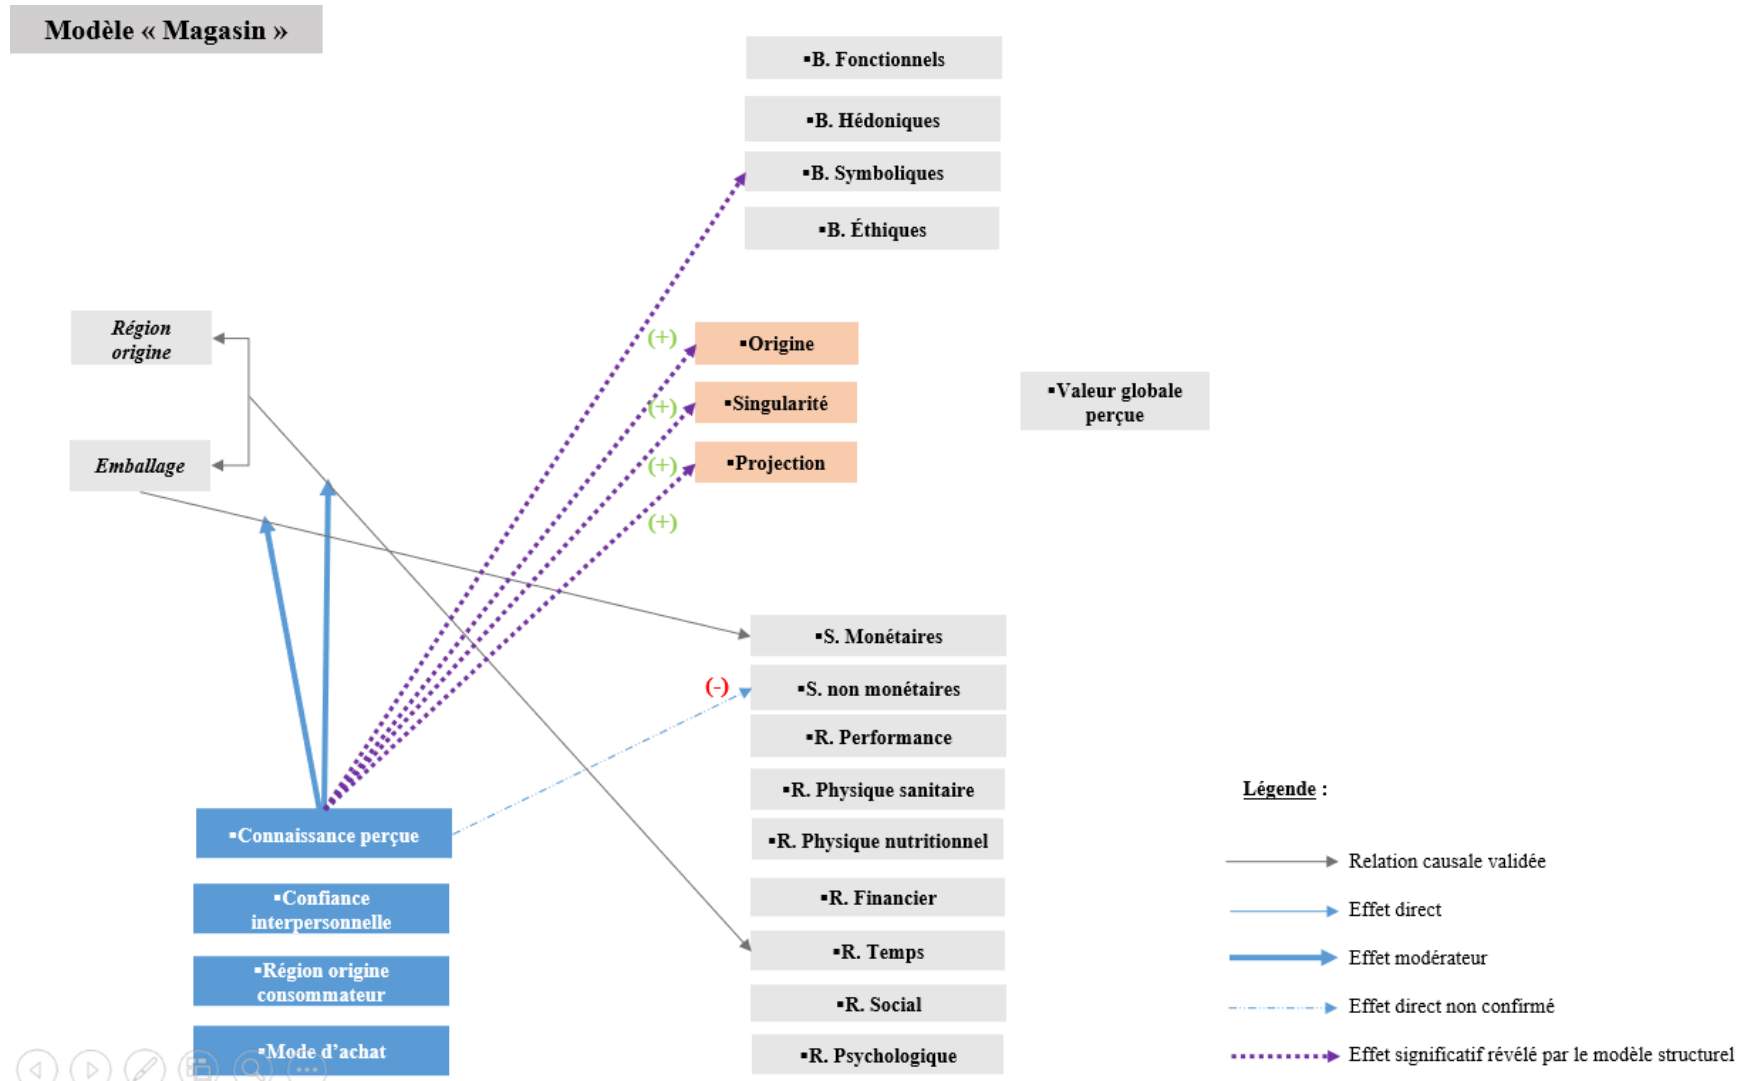 Modèle « Magasin »
▪B. Fonctionnels
▪B. Hédoniques
▪B. Symboliques
▪B. Éthiques
Région
origine
Emballage
(+)
▪Origine
(+)
▪Singularité
(+)
▪Projection
(+)
▪Valeur globale
perçue
▪S. Monétaires
(-)
▪S. non monétaires
▪R. Performance
▪R. Physique sanitaire
▪R. Physique nutritionnel
▪R. Financier
▪R. Temps
▪R. Social
▪R. Psychologique
▪Connaissance perçue
▪Confiance
interpersonnelle
▪Région origine
consommateur
▪Mode d’achat
Légende :
Relation causale validée
Effet direct
Effet modérateur
Effet direct non confirmé
Effet significatif révélé par le modèle structurel